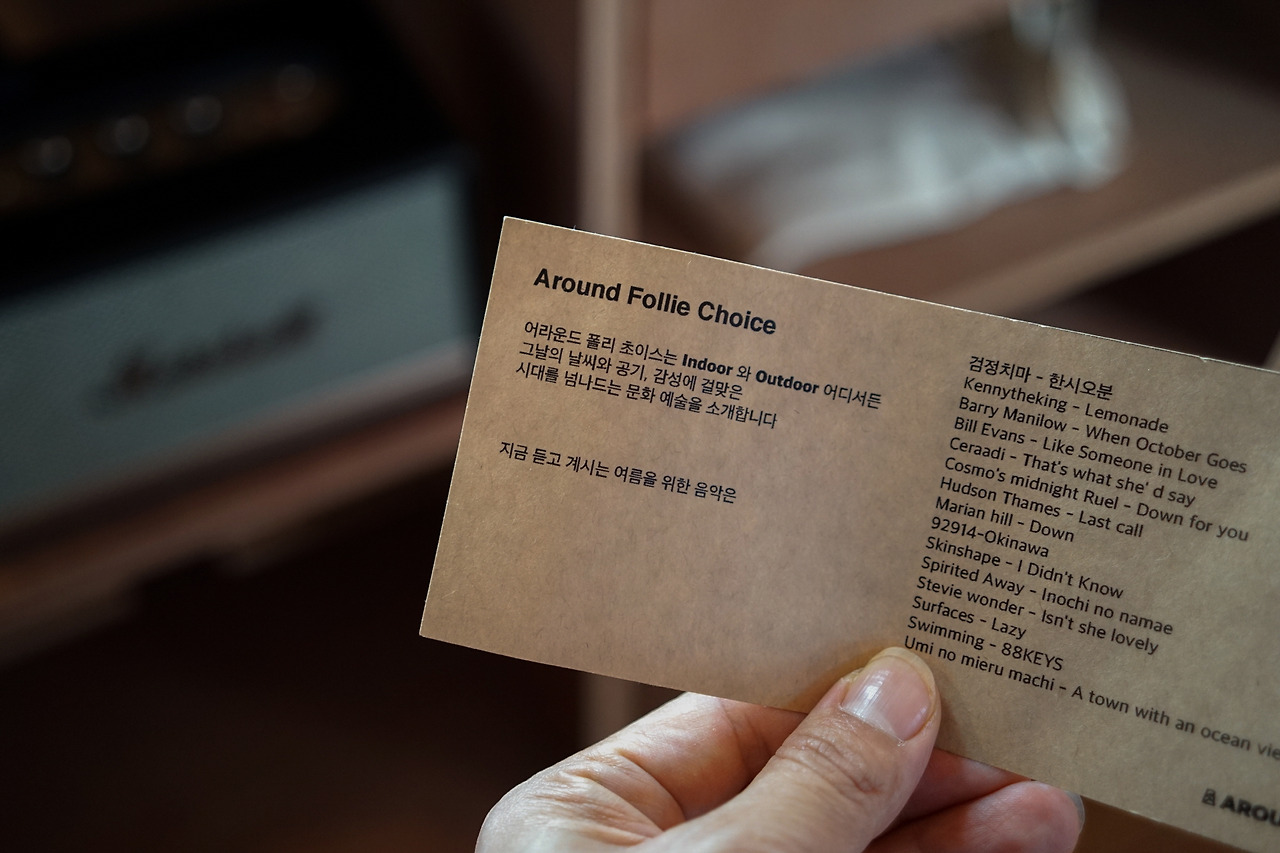 Around Follie Choice
어라운드 폴리 초이스는 Indoor 와 Outdoor 어디서든
그날의 날씨와 공기, 감성에 걸맞은
시대를 넘나드는 문화 예술을 소개합니다
지금 듣고 계시는 여름을 위한 음악은
검정치마 - 한시오분
Kennytheking - Lemonade
Barry Manilow - When October Goes
Bill Evans - Like Someone in Love
Ceraadi - That's what she' d say
Cosmo's midnight Ruel - Down for you
Hudson Thames - Last call
Marian hill - Down
92914-Okinawa
Skinshape - I Didn't Know
Spirited Away - Inochi no namae
Stevie wonder - Isn't she lovely
Surfaces - Lazy
Swimming - 88KEYS
Umi no mieru machi - A town with an ocean vie
AROU